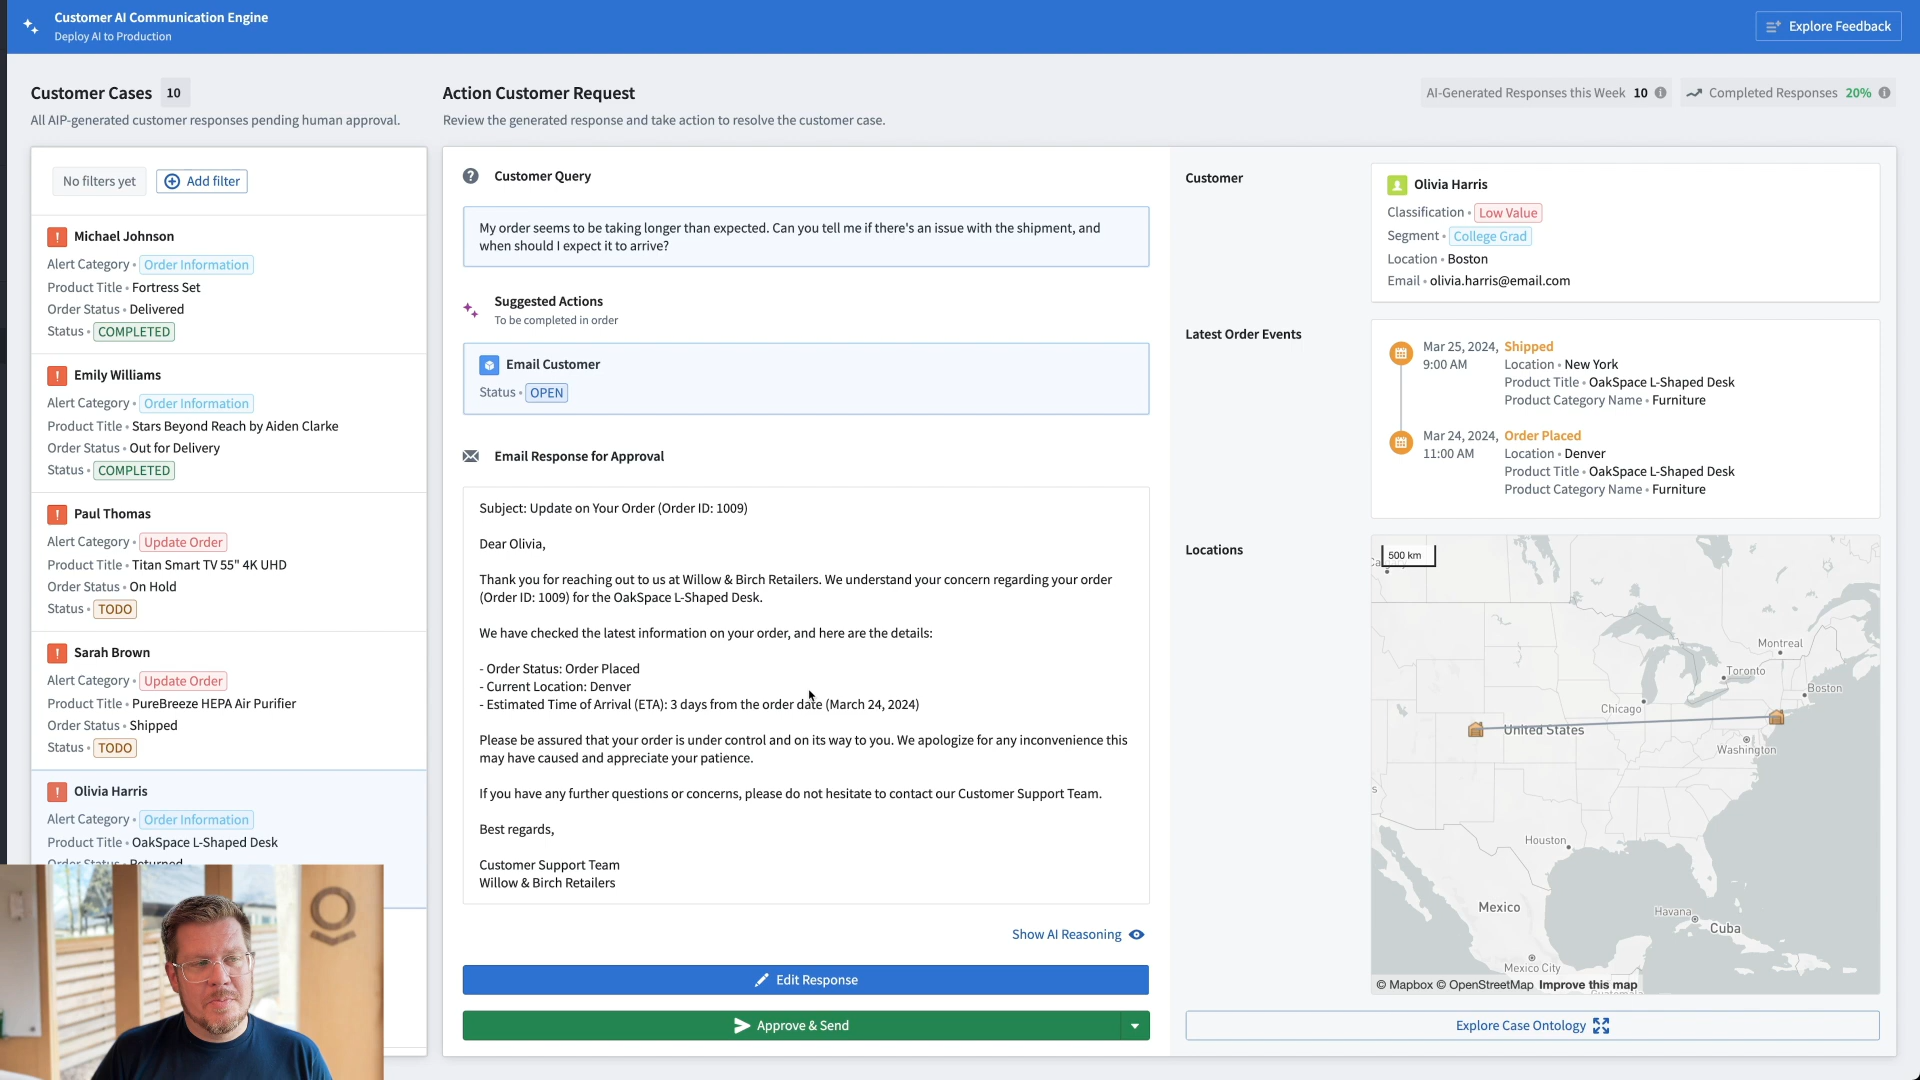 Customer AI Communication Engine
Deploy AI to Production
Explore Feedback
Customer Cases 10
All AIP-generated customer responses pending human approval.
Action Customer Request
Review the generated response and take action to resolve the customer case.
AI-Generated Responses this Week 10
Completed Responses 20%
No filters yet
Add filter
Michael Johnson
Alert Category • Order Information
Product Title • Fortress Set
Order Status • Delivered
Status • COMPLETED
Emily Williams
Alert Category • Order Information
Product Title • Stars Beyond Reach by Aiden Clarke
Order Status • Out for Delivery
Status • COMPLETED
Paul Thomas
Alert Category • Update Order
Product Title • Titan Smart TV 55" 4K UHD
Order Status • On Hold
Status • TODO
Sarah Brown
Alert Category • Update Order
Product Title • PureBreeze HEPA Air Purifier
Order Status • Shipped
Status • TODO
Olivia Harris
Alert Category • Order Information
Product Title • OakSpace L-Shaped Desk
Order Status • Returned
Customer Query
My order seems to be taking longer than expected. Can you tell me if there's an issue with the shipment, and
when should I expect it to arrive?
Suggested Actions
To be completed in order
Email Customer
Status • OPEN
Email Response for Approval
Subject: Update on Your Order (Order ID: 1009)
Dear Olivia,
Thank you for reaching out to us at Willow & Birch Retailers. We understand your concern regarding your order
(Order ID: 1009) for the OakSpace L-Shaped Desk.
We have checked the latest information on your order, and here are the details:
- Order Status: Order Placed
- Current Location: Denver
- Estimated Time of Arrival (ETA): 3 days from the order date (March 24, 2024)
Please be assured that your order is under control and on its way to you. We apologize for any inconvenience this
may have caused and appreciate your patience.
If you have any further questions or concerns, please do not hesitate to contact our Customer Support Team.
Best regards,
Customer Support Team
Willow & Birch Retailers
Show AI Reasoning
Edit Response
Approve & Send
Customer
Olivia Harris
Classification • Low Value
Segment • College Grad
Location • Boston
Email • olivia.harris@email.com
Latest Order Events
Mar 25, 2024, Shipped
9:00 AM Location • New York
Product Title • OakSpace L-Shaped Desk
Product Category Name • Furniture
Mar 24, 2024, Order Placed
11:00 AM Location • Denver
Product Title • OakSpace L-Shaped Desk
Product Category Name • Furniture
Locations
500 km
Montreal
Toronto
Boston
Chicago
United States
Washington
Houston
Mexico
Havana
Cuba
Mexico City
© Mapbox © OpenStreetMap Improve this map
Explore Case Ontology